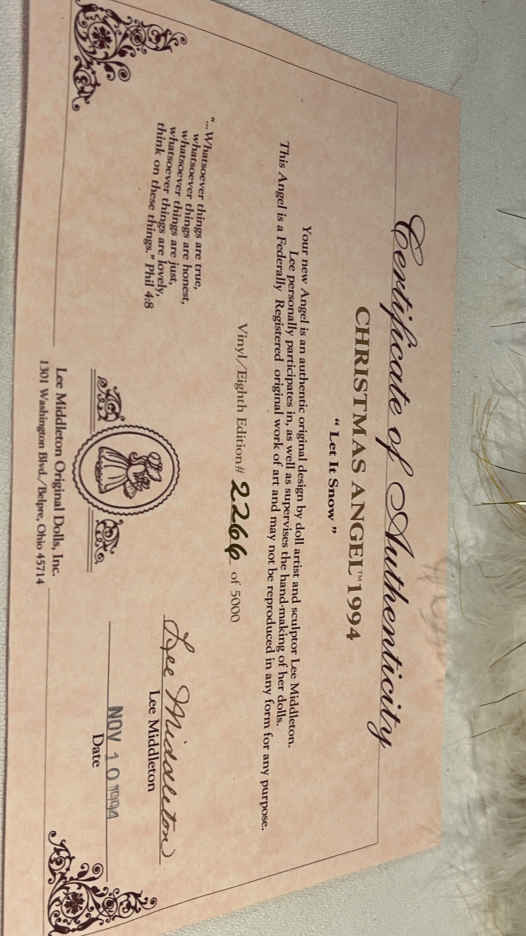 Certificate of Authenticity
CHRISTMAS ANGEL™ 1994
"Let It Snow"
Your new Angel is an authentic original design by doll artist and sculptor Lee Middleton.
Lee personally participates in, as well as supervises the hand-making of her dolls.
This Angel is a Federally Registered original work of art and may not be reproduced in any form for any purpose.
Vinyl/Eighth Edition# 2266 of 5000
"...Whatsoever things are true,
whatsoever things are honest,
whatsoever things are just,
whatsoever things are lovely,
think on these things." Phil 4:8
Lee Middleton
Lee Middleton
NOV 10 1994
Date
Lee Middleton Original Dolls, Inc.
1301 Washington Blvd./Belpre, Ohio 45714